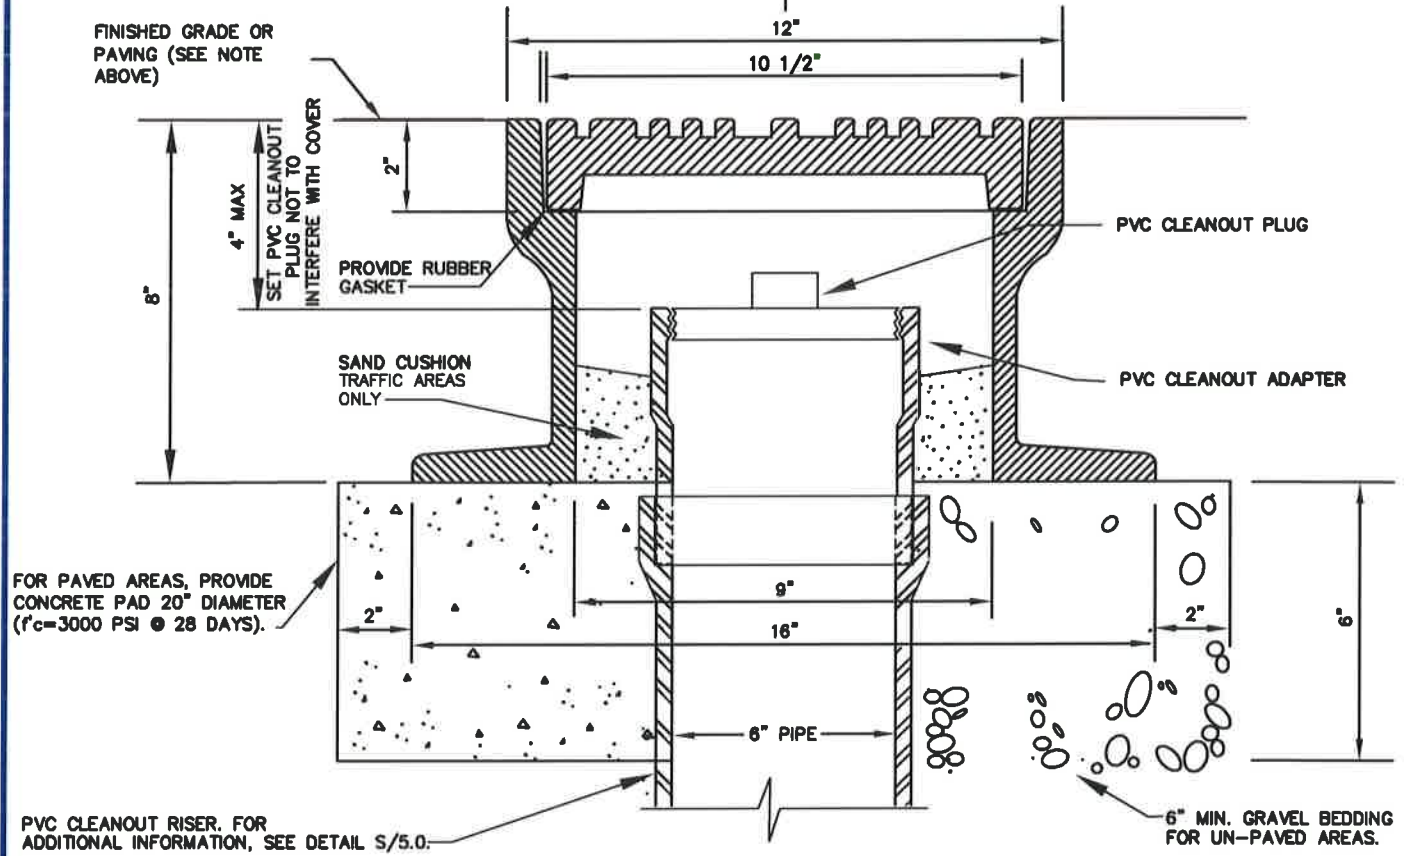 FINISHED GRADE OR
PAVING (SEE NOTE
ABOVE)
12"
10 1/2"
8"
4" MAX
SET PVC CLEANOUT
PLUG NOT TO
INTERFERE WITH COVER
2"
PROVIDE RUBBER
GASKET
PVC CLEANOUT PLUG
SAND CUSHION
TRAFFIC AREAS
ONLY
PVC CLEANOUT ADAPTER
FOR PAVED AREAS, PROVIDE
CONCRETE PAD 20" DIAMETER
(f'c=3000 PSI @ 28 DAYS).
2"
9"
16"
2"
6"
6" PIPE
PVC CLEANOUT RISER. FOR
ADDITIONAL INFORMATION, SEE DETAIL S/5.0.
6" MIN. GRAVEL BEDDING
FOR UN-PAVED AREAS.